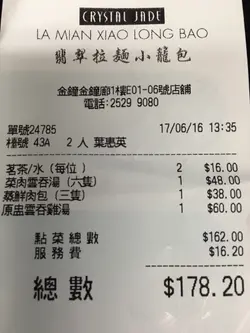 CRYSTAL JADE
LA MIAN XIAO LONG BAO
翡翠拉麵小籠包
金鐘金鐘廊1樓E01-06號店舖
電話:2529 9080
單號24785 17/06/16 13:35
檯號 43A 2 人 葉惠英
茗茶/水(每位) 2 $16.00
菜肉雲吞湯(六隻) 1 $48.00
蒸鮮肉包(三隻) 1 $38.00
原盅雲吞雞湯 1 $60.00
點菜總數 $162.00
服務費 $16.20
總數 $178.20